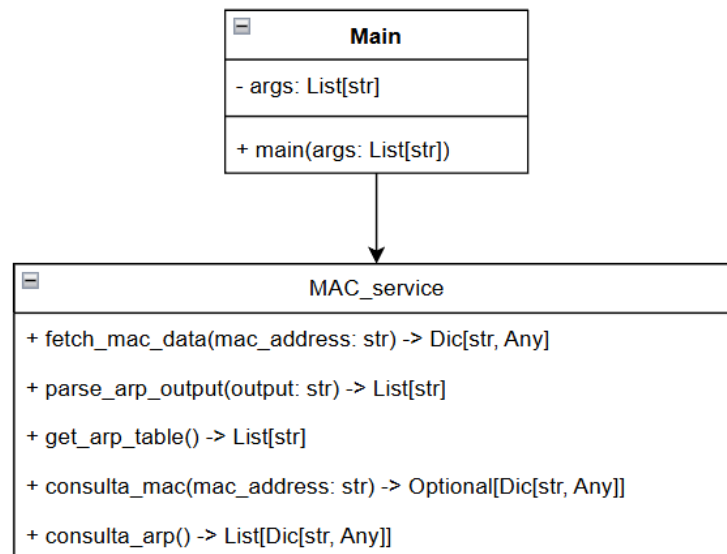 Main
- args: List[str]
+ main(args: List[str])
MAC_service
+ fetch_mac_data(mac_address: str) -> Dic[str, Any]
+ parse_arp_output(output: str) -> List[str]
+ get_arp_table() -> List[str]
+ consulta_mac(mac_address: str) -> Optional[Dic[str, Any]]
+ consulta_arp() -> List[Dic[str, Any]]